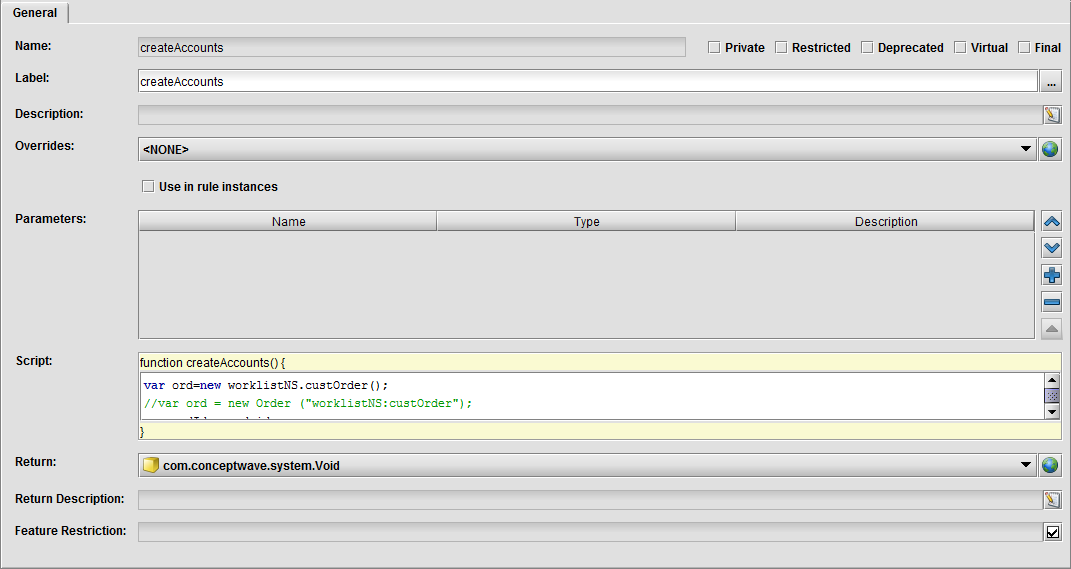 General
Name: createAccounts Private Restricted Deprecated Virtual Final
Label: createAccounts ...
Description:
Overrides: <NONE>
Use in rule instances
Parameters: Name Type Description
Script: function createAccounts() {
var ord=new worklistNS.custOrder();
//var ord = new Order ("worklistNS:custOrder");
}
Return: com.conceptwave.system.Void
Return Description:
Feature Restriction: